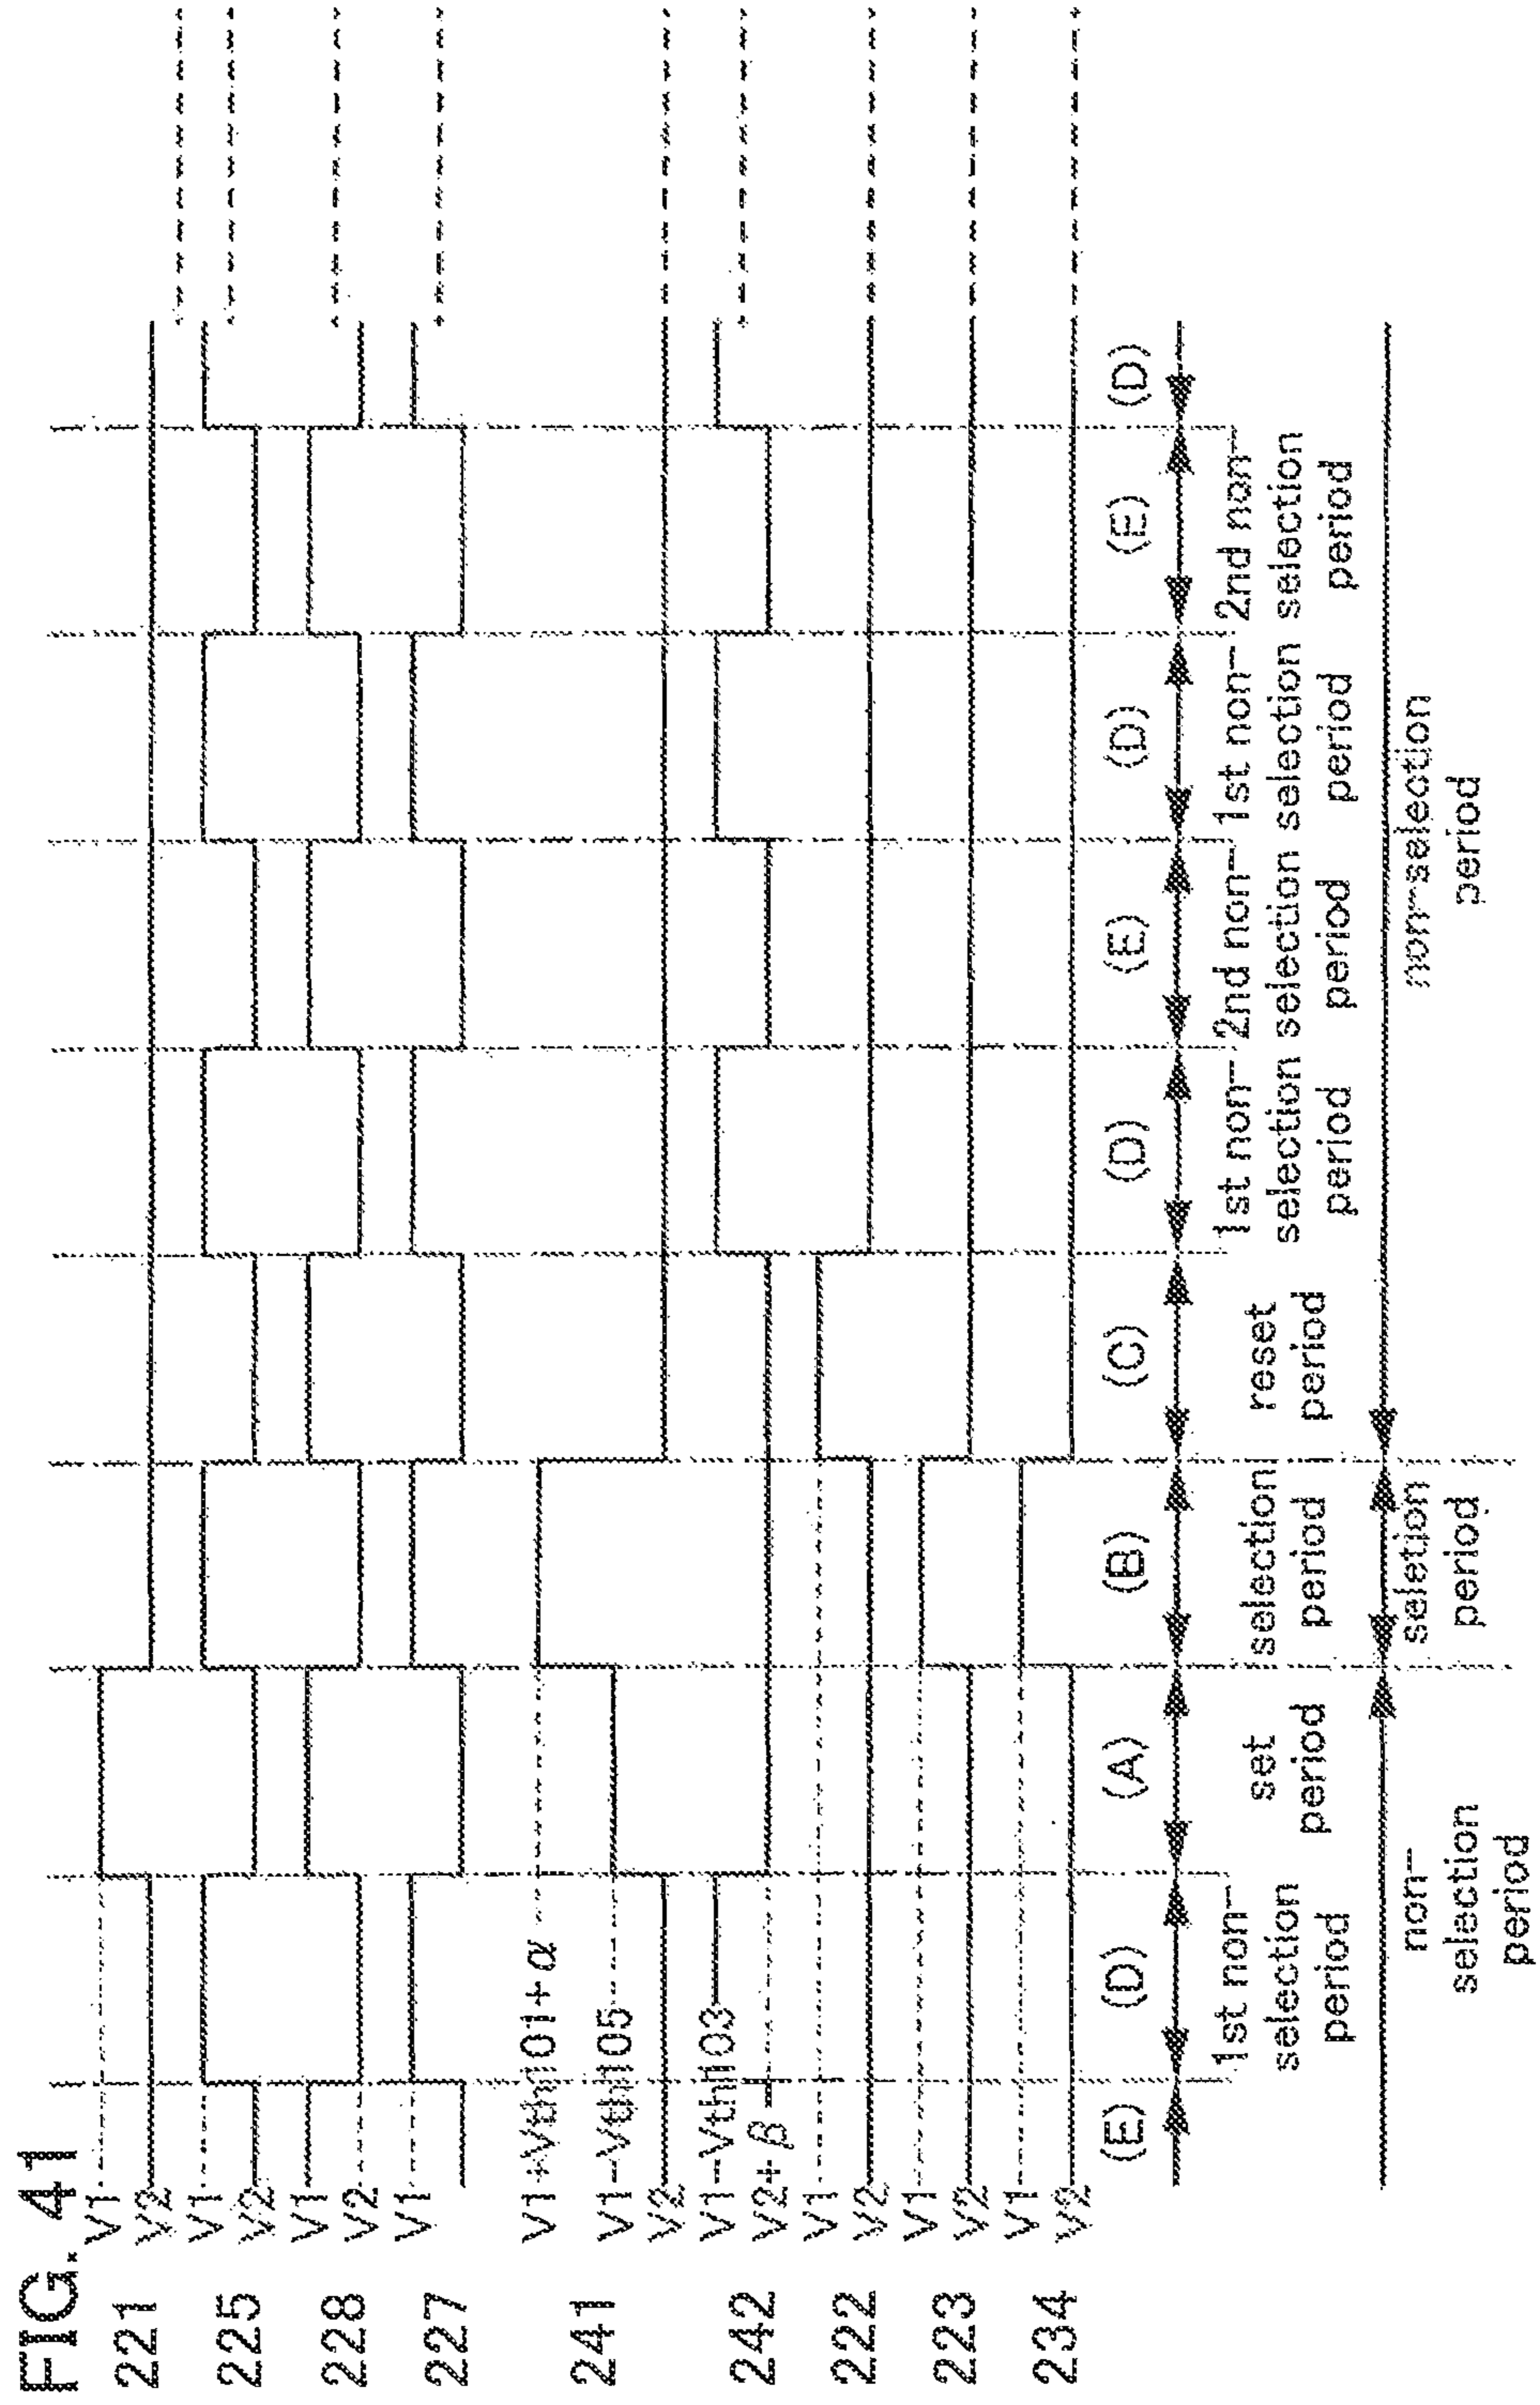 FIG. 41
221
V1
V2
225
V1
V2
228
V1
V2
227
V1
241
V1+Vth101+α
V1-Vth105
V2
242
V1-Vth103
V2+β
222
V1
V2
223
V1
V2
234
V1
V2
(E)
(D)
(A)
(B)
(C)
(D)
(E)
(D)
(E)
(D)
1st non-
selection
period
set
period
selection
period
reset
period
1st non-
selection
period
2nd non-
selection
period
1st non-
selection
period
2nd non-
selection
period
non-
selection
period
seletion
period
non-selection
period